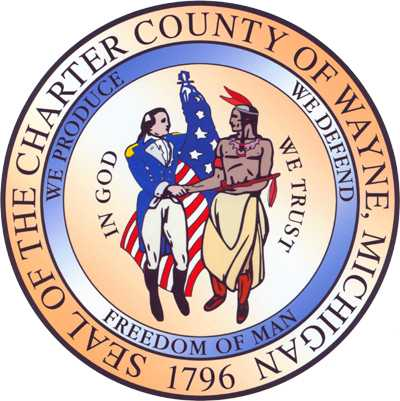 SEAL OF THE CHARTER COUNTY OF WAYNE, MICHIGAN
1796
WE PRODUCE
WE DEFEND
FREEDOM OF MAN
IN GOD
WE TRUST